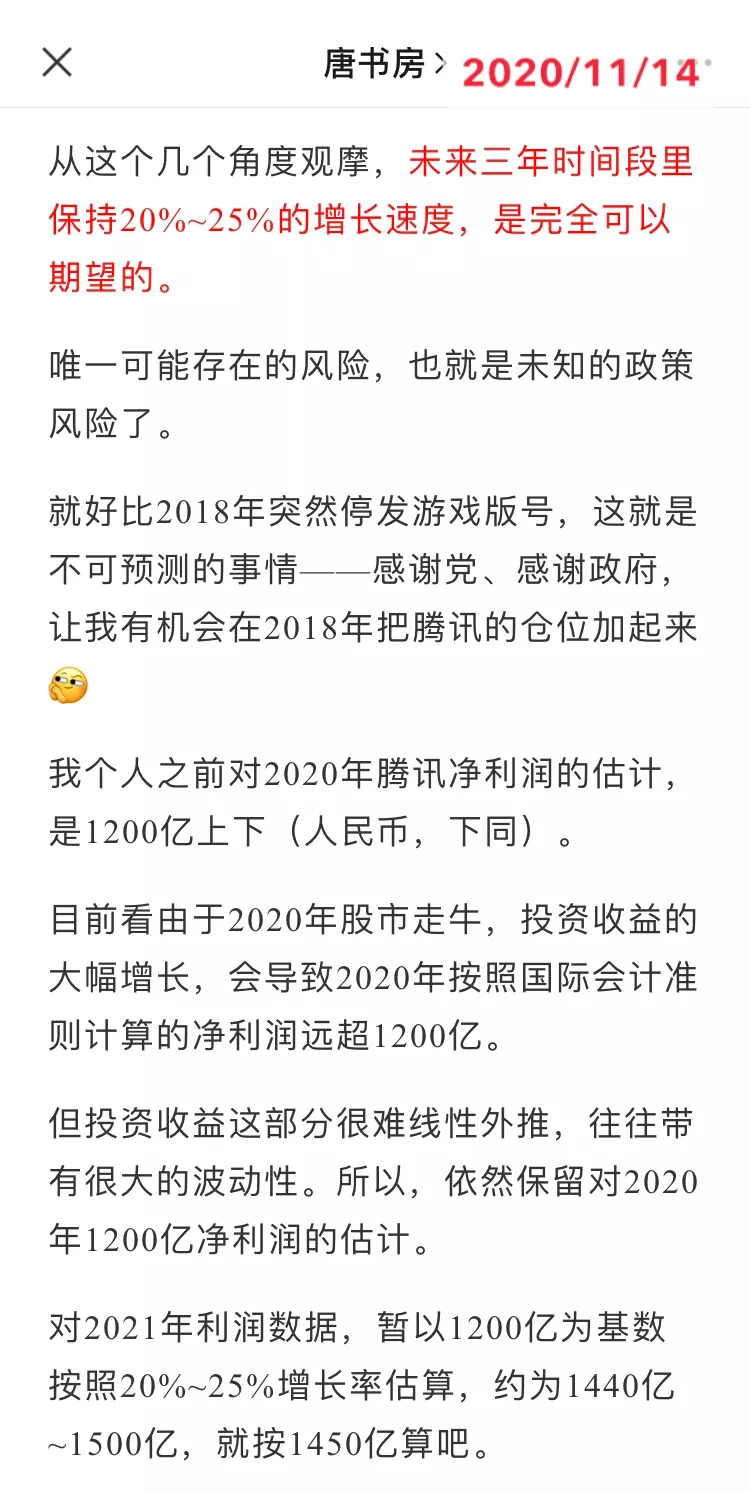 唐书房
2020/11/14
从这个几个角度观摩，未来三年时间段里
保持20%~25%的增长速度，是完全可以
期望的。
唯一可能存在的风险，也就是未知的政策
风险了。
就好比2018年突然停发游戏版号，这就是
不可预测的事情——感谢党、感谢政府，
让我有机会在2018年把腾讯的仓位加起来
我个人之前对2020年腾讯净利润的估计，
是1200亿上下（人民币，下同）。
目前看由于2020年股市走牛，投资收益的
大幅增长，会导致2020年按照国际会计准
则计算的净利润远超1200亿。
但投资收益这部分很难线性外推，往往带
有很大的波动性。所以，依然保留对2020
年1200亿净利润的估计。
对2021年利润数据，暂以1200亿为基数
按照20%~25%增长率估算，约为1440亿
~1500亿，就按1450亿算吧。